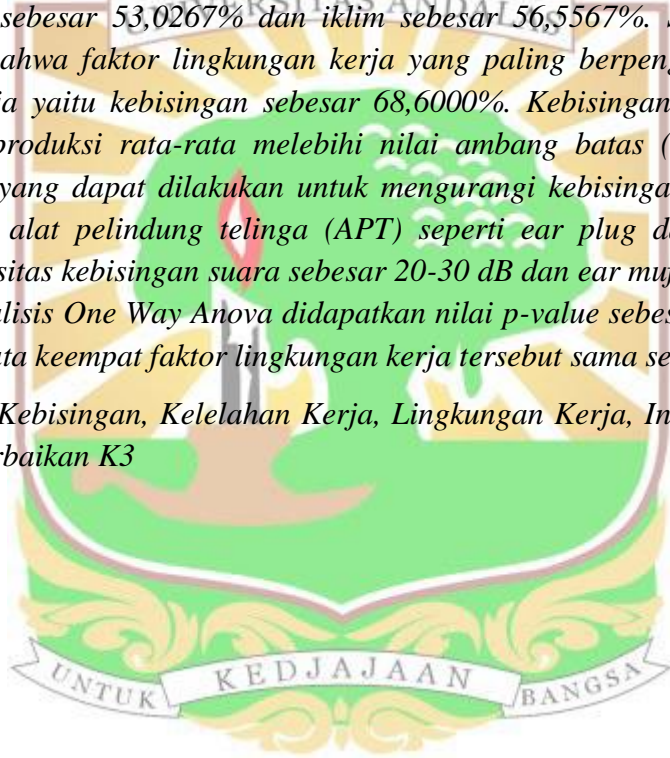 sebesar 53,0267% dan iklim sebesar 56,5567%.
UNIVERSITAS ANDALAS
bahwa faktor lingkungan kerja yang paling berpeng
ja yaitu kebisingan sebesar 68,6000%. Kebisingan
produksi rata-rata melebihi nilai ambang batas (
yang dapat dilakukan untuk mengurangi kebisinga
alat pelindung telinga (APT) seperti ear plug d
sitas kebisingan suara sebesar 20-30 dB dan ear muf
alisis One Way Anova didapatkan nilai p-value sebes
ata keempat faktor lingkungan kerja tersebut sama se
Kebisingan, Kelelahan Kerja, Lingkungan Kerja, In
rbaikan K3
UNTUK KEDJAJAAN BANGSA